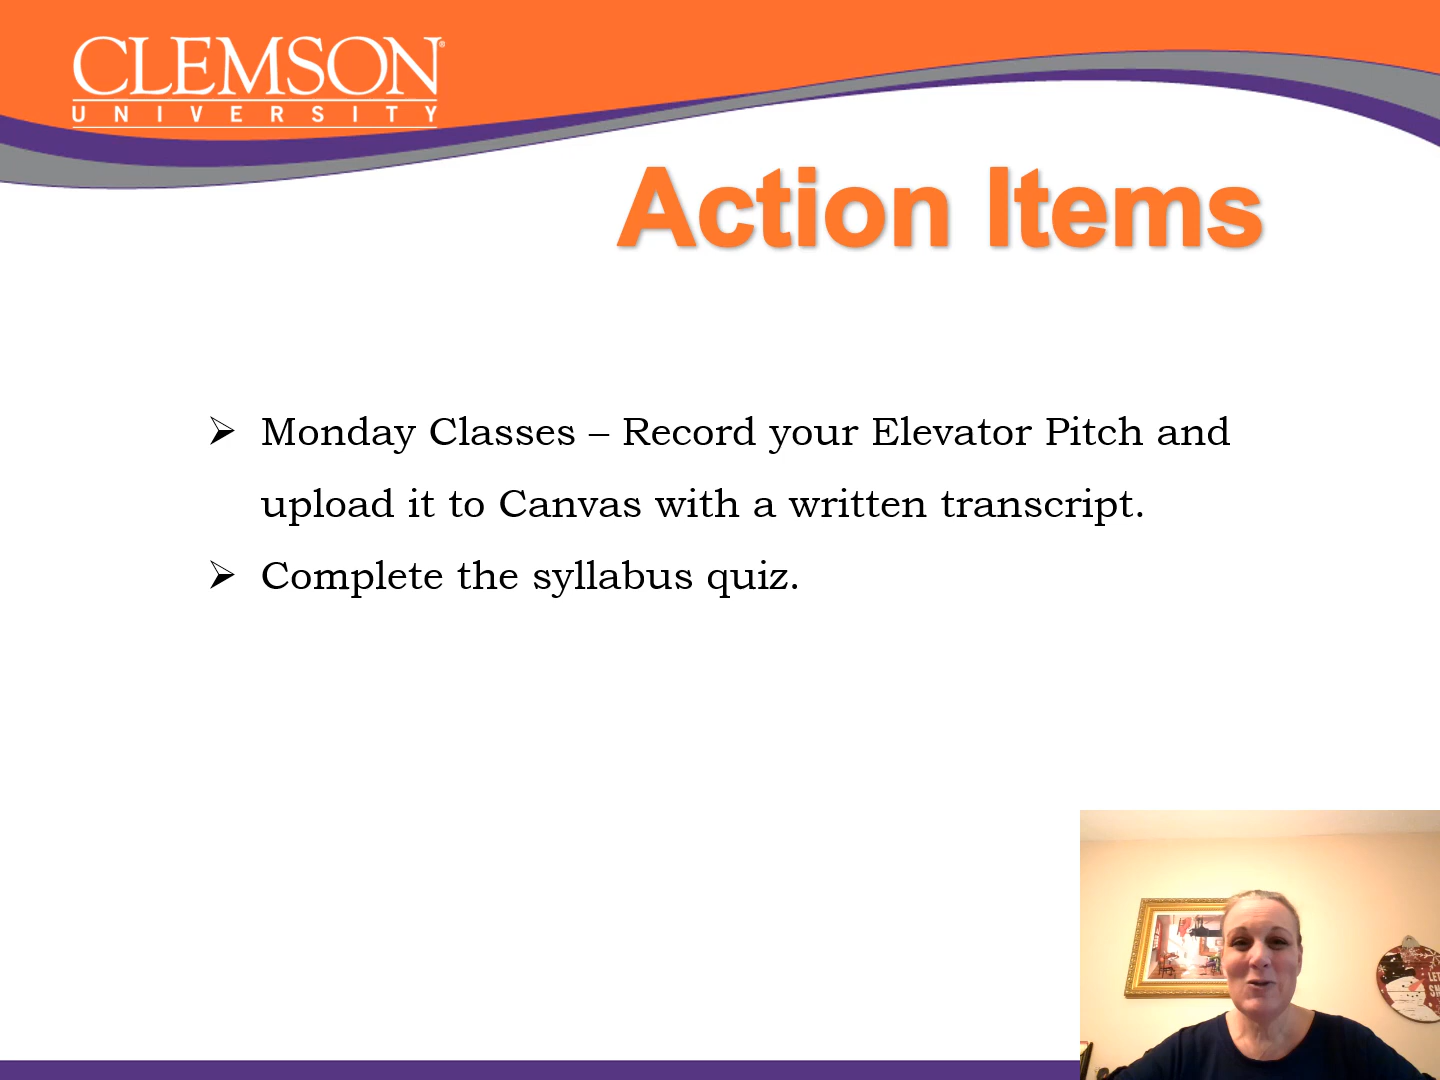 CLEMSON®
UNIVERSITY
Action Items
➢ Monday Classes – Record your Elevator Pitch and
upload it to Canvas with a written transcript.
➢ Complete the syllabus quiz.